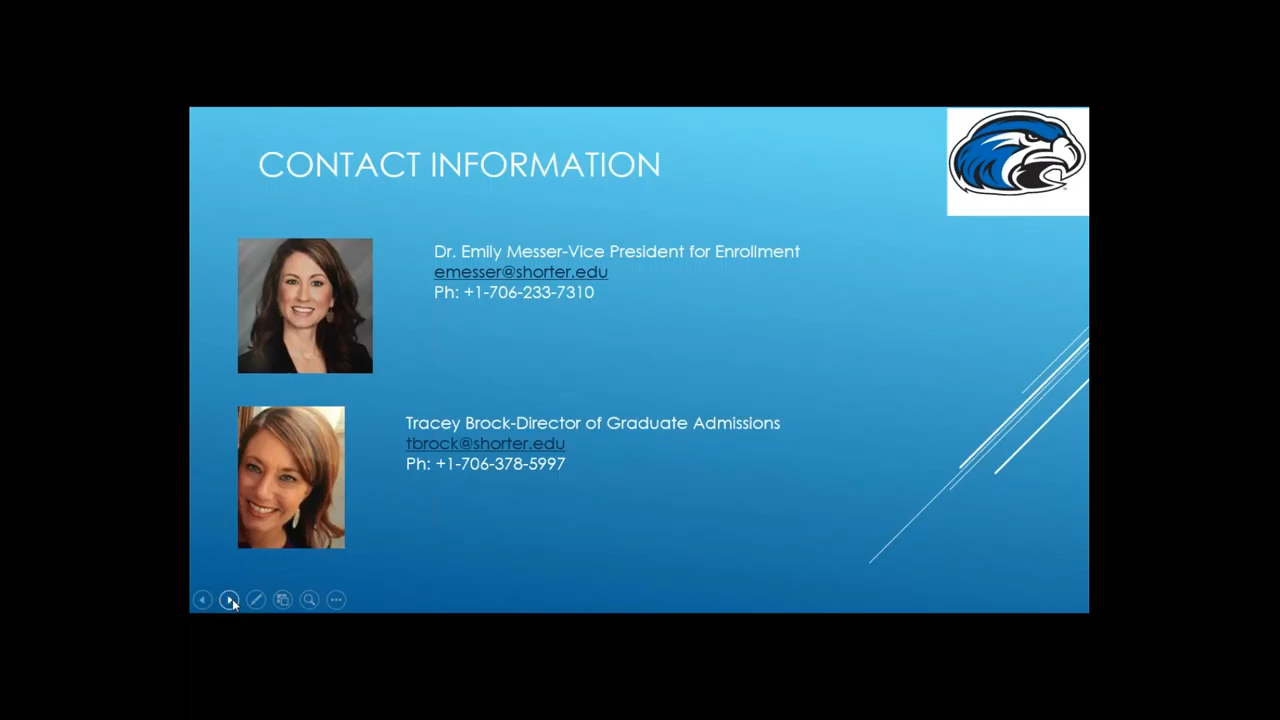 CONTACT INFORMATION
Dr. Emily Messer-Vice President for Enrollment
emesser@shorter.edu
Ph: +1-706-233-7310
Tracey Brock-Director of Graduate Admissions
tbrock@shorter.edu
Ph: +1-706-378-5997